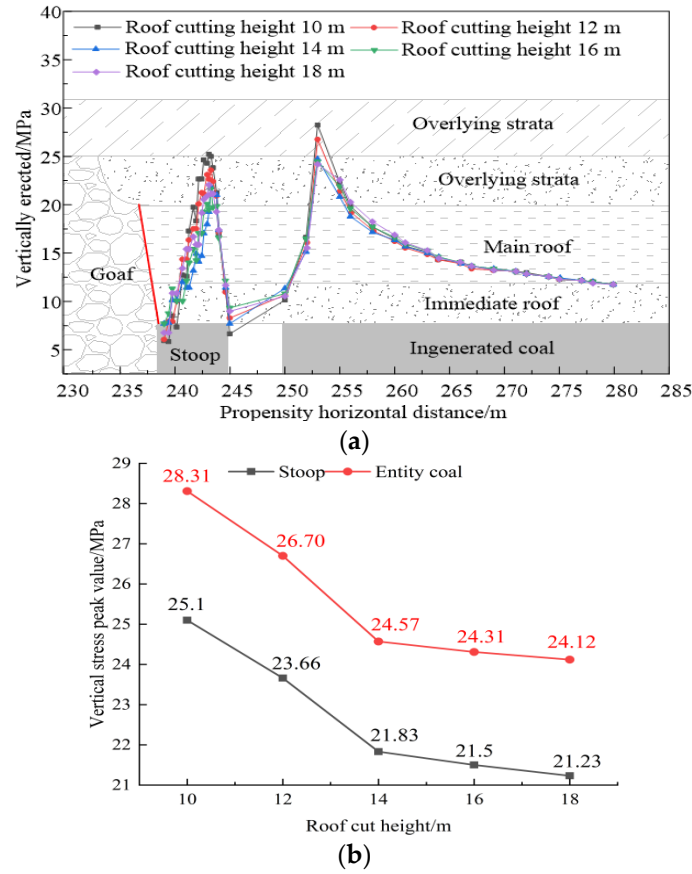 40
35
30
25
20
15
10
5
Vertically erected/MPa
Roof cutting height 10 m
Roof cutting height 12 m
Roof cutting height 14 m
Roof cutting height 16 m
Roof cutting height 18 m
Overlying strata
Overlying strata
Main roof
Goaf
Immediate roof
Stoop
Ingenerated coal
230 235 240 245 250 255 260 265 270 275 280 285
Propensity horizontal distance/m
(a)
29
28
27
26
25
24
23
22
21
Vertical stress peak value/MPa
Stoop
Entity coal
28.31
26.70
24.57
24.31
24.12
25.1
23.66
21.83
21.5
21.23
10 12 14 16 18
Roof cut height/m
(b)